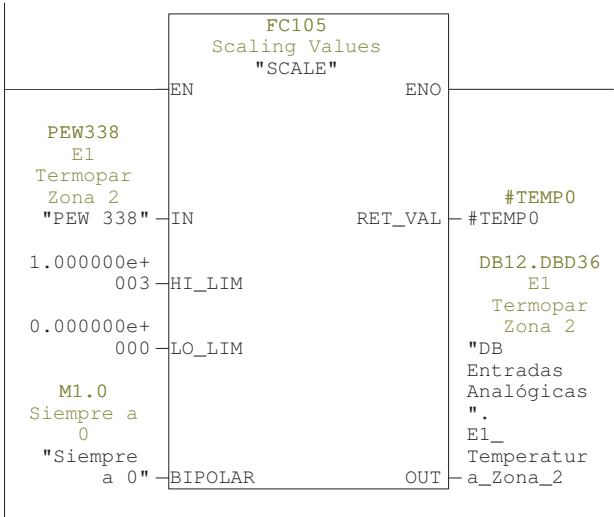 FC105
Scaling Values
"SCALE"
EN ENO
PEW338
E1
Termopar
Zona 2
"PEW 338" IN
#TEMP0
RET_VAL #TEMP0
1.000000e+
003 HI_LIM
0.000000e+
000 LO_LIM
M1.0
Siempre a
0
"Siempre
a 0" BIPOLAR
DB12.DBD36
E1
Termopar
Zona 2
"DB
Entradas
Analógicas
".
E1_
Temperatur
OUT a_Zona_2